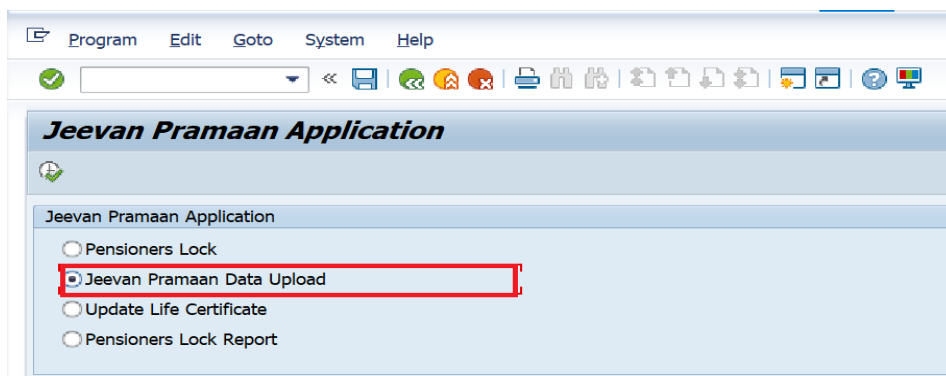 Program Edit Goto System Help
Jeevan Pramaan Application
Jeevan Pramaan Application
Pensioners Lock
Jeevan Pramaan Data Upload
Update Life Certificate
Pensioners Lock Report